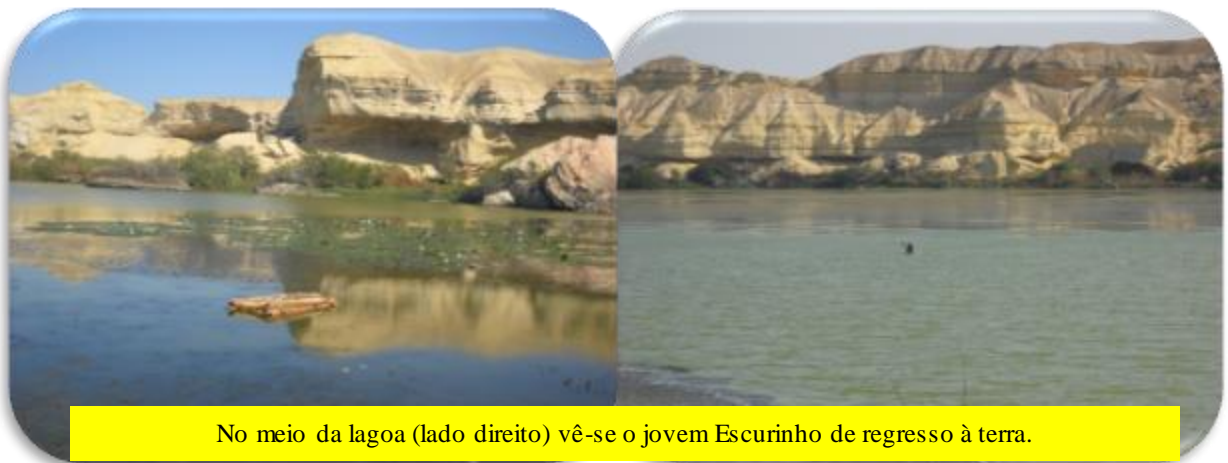 No meio da lagoa (lado direito) vê-se o jovem Escurinho de regresso à terra.